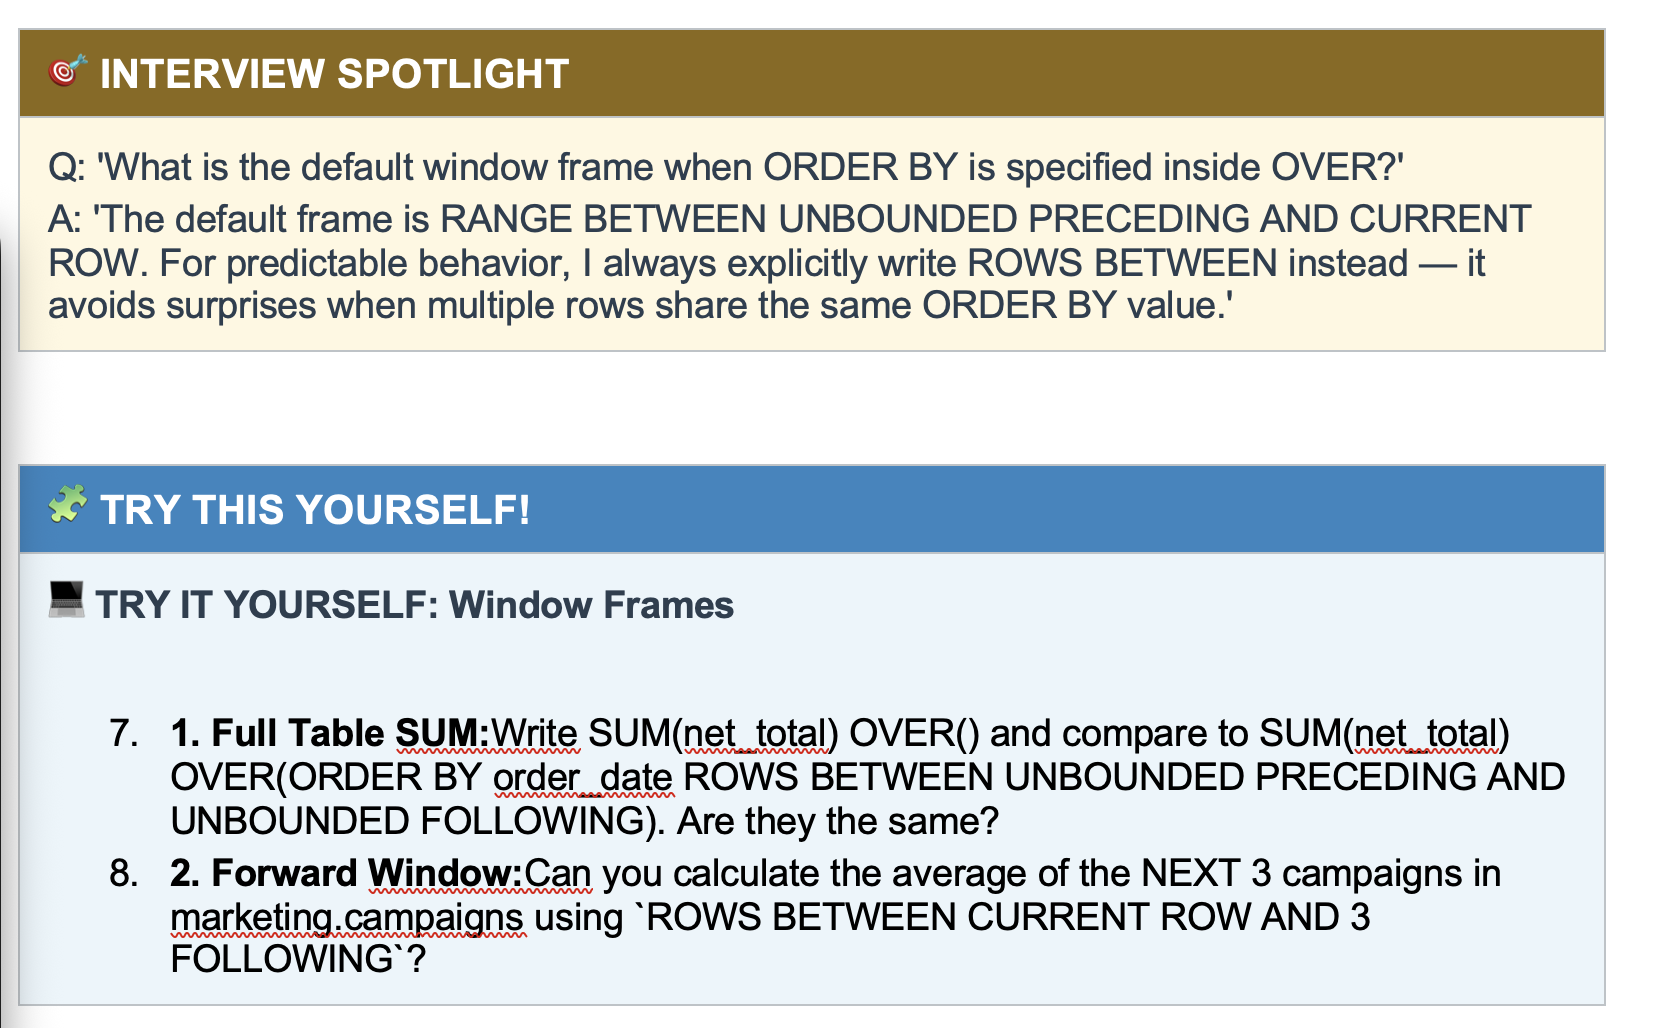 🎯 INTERVIEW SPOTLIGHT
Q: 'What is the default window frame when ORDER BY is specified inside OVER?'
A: 'The default frame is RANGE BETWEEN UNBOUNDED PRECEDING AND CURRENT
ROW. For predictable behavior, I always explicitly write ROWS BETWEEN instead — it
avoids surprises when multiple rows share the same ORDER BY value.'
🧩 TRY THIS YOURSELF!
💻 TRY IT YOURSELF: Window Frames
7. 1. Full Table SUM:Write SUM(net_total) OVER() and compare to SUM(net_total)
OVER(ORDER BY order_date ROWS BETWEEN UNBOUNDED PRECEDING AND
UNBOUNDED FOLLOWING). Are they the same?
8. 2. Forward Window:Can you calculate the average of the NEXT 3 campaigns in
marketing.campaigns using `ROWS BETWEEN CURRENT ROW AND 3
FOLLOWING`?